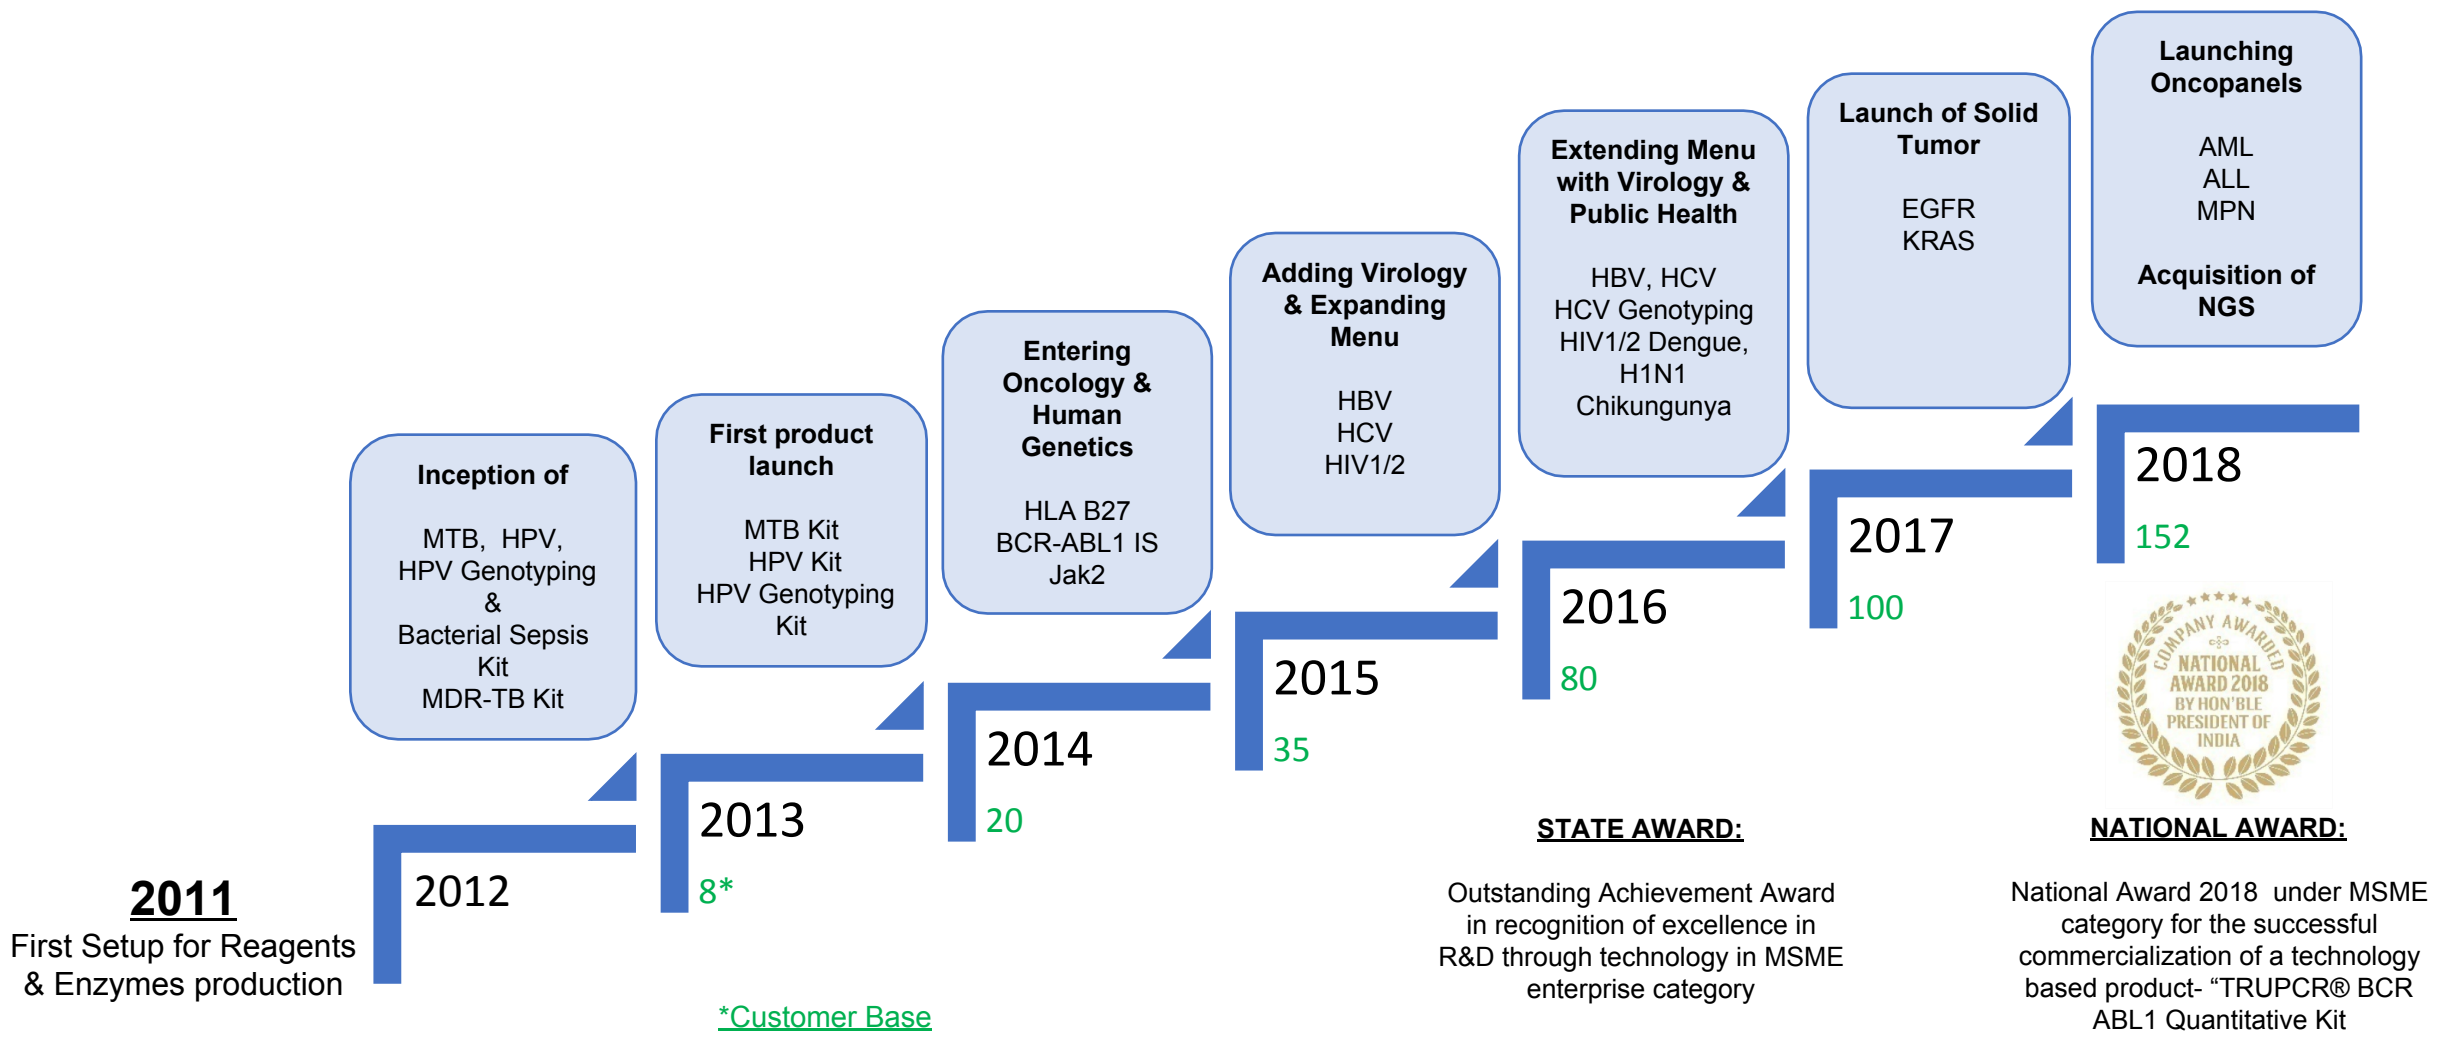 2011
First Setup for Reagents
& Enzymes production
Inception of
MTB,  HPV,
HPV Genotyping
&
Bacterial Sepsis
Kit
MDR-TB Kit
2012
First product
launch
MTB Kit
HPV Kit
HPV Genotyping
Kit
2013
8*
*Customer Base
Entering
Oncology &
Human
Genetics
HLA B27
BCR-ABL1 IS
Jak2
2014
20
Adding Virology
& Expanding
Menu
HBV
HCV
HIV1/2
2015
35
Extending Menu
with Virology &
Public Health
HBV, HCV
HCV Genotyping
HIV1/2 Dengue,
H1N1
Chikungunya
2016
80
STATE AWARD:
Outstanding Achievement Award
in recognition of excellence in
R&D through technology in MSME
enterprise category
Launch of Solid
Tumor
EGFR
KRAS
2017
100
Launching
Oncopanels
AML
ALL
MPN
Acquisition of
NGS
2018
152
COMPANY AWARDED
NATIONAL
AWARD 2018
BY HON'BLE
PRESIDENT OF
INDIA
NATIONAL AWARD:
National Award 2018  under MSME
category for the successful
commercialization of a technology
based product- “TRUPCR® BCR
ABL1 Quantitative Kit